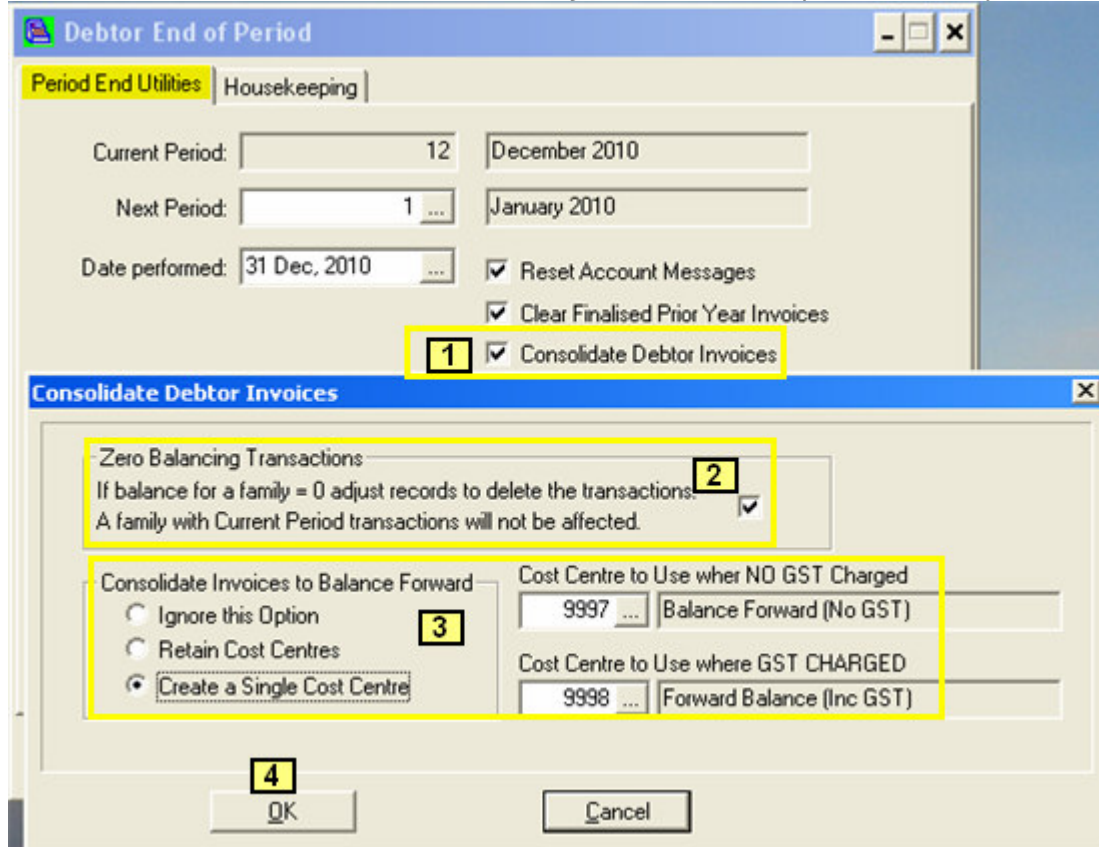 Debtor End of Period
Period End Utilities Housekeeping
Current Period: 12 December 2010
Next Period: 1 ... January 2010
Date performed: 31 Dec, 2010 ... Reset Account Messages
Clear Finalised Prior Year Invoices
1 Consolidate Debtor Invoices
Consolidate Debtor Invoices
Zero Balancing Transactions
2
If balance for a family = 0 adjust records to delete the transactions.
A family with Current Period transactions will not be affected.
Consolidate Invoices to Balance Forward
Ignore this Option
3
Retain Cost Centres
Create a Single Cost Centre
Cost Centre to Use wher NO GST Charged
9997 ... Balance Forward (No GST)
Cost Centre to Use where GST CHARGED
9998 ... Forward Balance (Inc GST)
4
OK Cancel